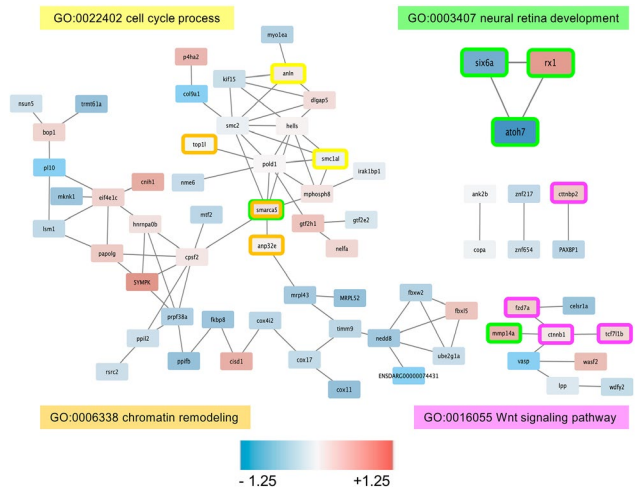 GO:0022402 cell cycle process
GO:0003407 neural retina development
myo1ea
p4ha2
anln
six6a
rx1
kif15
col9a1
dlgap5
nsun5
trmt61a
smc2
hells
atoh7
bop1
top1l
smc1al
pold1
pl10
irak1bp1
cnih1
nme6
mphosph8
ank2b
znf217
ctnnbp2
mknk1
eif4e1c
smarca5
mtf2
gtf2h1
gtf2e2
lsm1
hnrnpa0b
anp32e
nelfa
copa
znf654
PAXBP1
papolg
cpsf2
SYMPK
mrpl43
MRPL52
fbxw2
fbxl5
fzd7a
celsr1a
prpf38a
fkbp8
cox4i2
timm9
nedd8
mmp14a
ctnnb1
tcf7l1b
ppil2
ppifb
cisd1
cox17
ube2g1a
vasp
wasf2
rsrc2
ENSDARG00000074431
lpp
wdfy2
cox11
GO:0006338 chromatin remodeling
GO:0016055 Wnt signaling pathway
- 1.25
+1.25